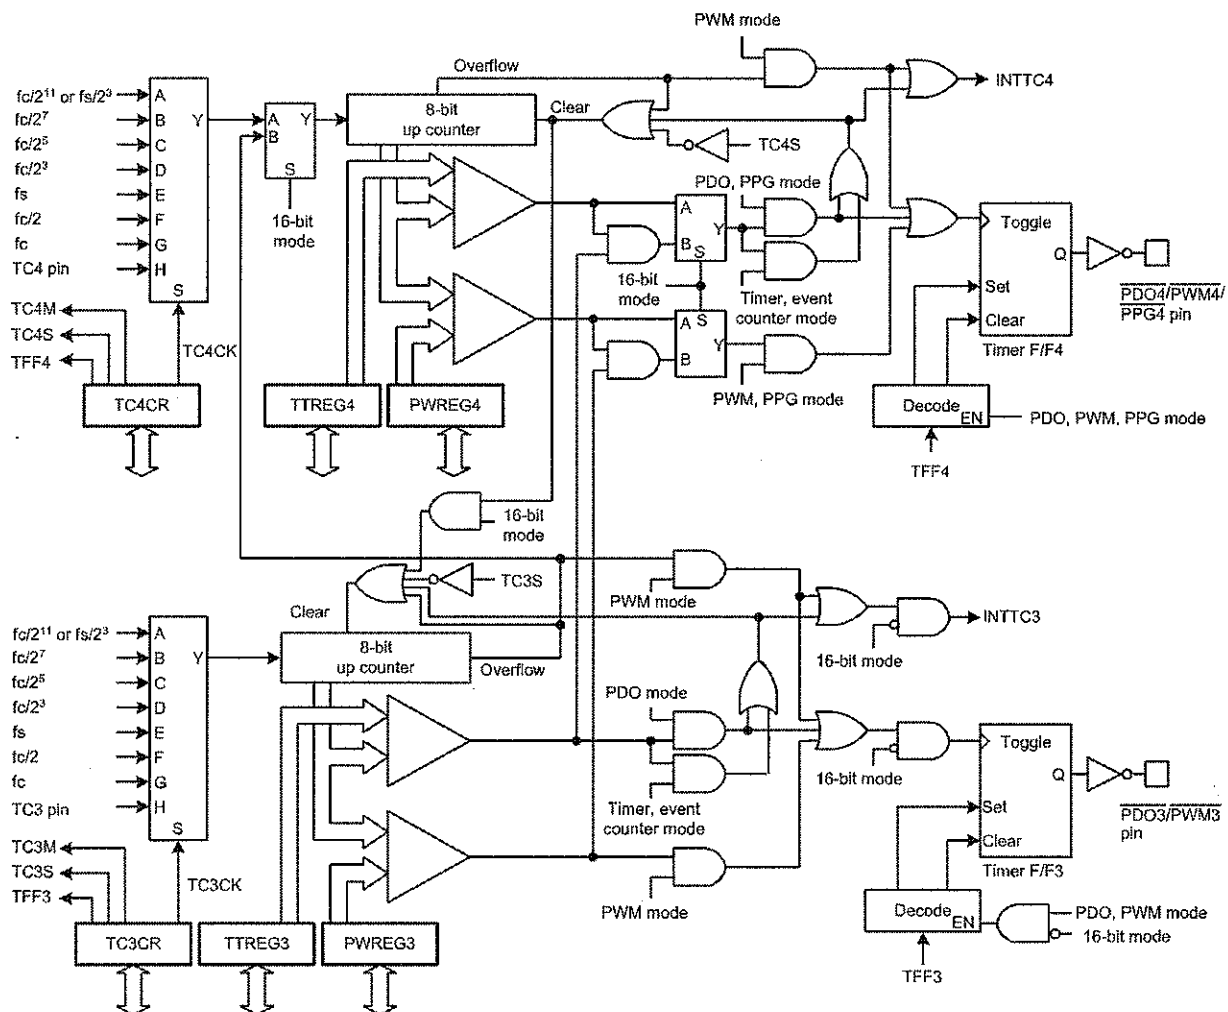 PWM mode
Overflow
INTTC4
fc/2¹¹ or fs/2³
A
fc/2⁷
B
Y
fc/2⁵
C
fc/2³
D
fs
E
fc/2
F
fc
G
TC4 pin
H
S
A
Y
B
S
16-bit
mode
8-bit
up counter
Clear
TC4S
PDO, PPG mode
A
Y
B
S
16-bit
mode
Timer, event
counter mode
S
A
Y
B
PWM, PPG mode
Toggle
Q
Set
Clear
Timer F/F4
PDO4/PWM4/
PPG4 pin
TC4M
TC4S
TFF4
TC4CK
TC4CR
TTREG4
PWREG4
Decode
EN
PDO, PWM, PPG mode
TFF4
16-bit
mode
TC3S
PWM mode
INTTC3
16-bit mode
Clear
fc/2¹¹ or fs/2³
A
fc/2⁷
B
Y
fc/2⁵
C
fc/2³
D
fs
E
fc/2
F
fc
G
TC3 pin
H
S
8-bit
up counter
Overflow
PDO mode
Timer, event
counter mode
16-bit mode
Toggle
Q
Set
Clear
Timer F/F3
PDO3/PWM3
pin
TC3M
TC3S
TFF3
TC3CK
PWM mode
TC3CR
TTREG3
PWREG3
Decode
EN
PDO, PWM mode
16-bit mode
TFF3